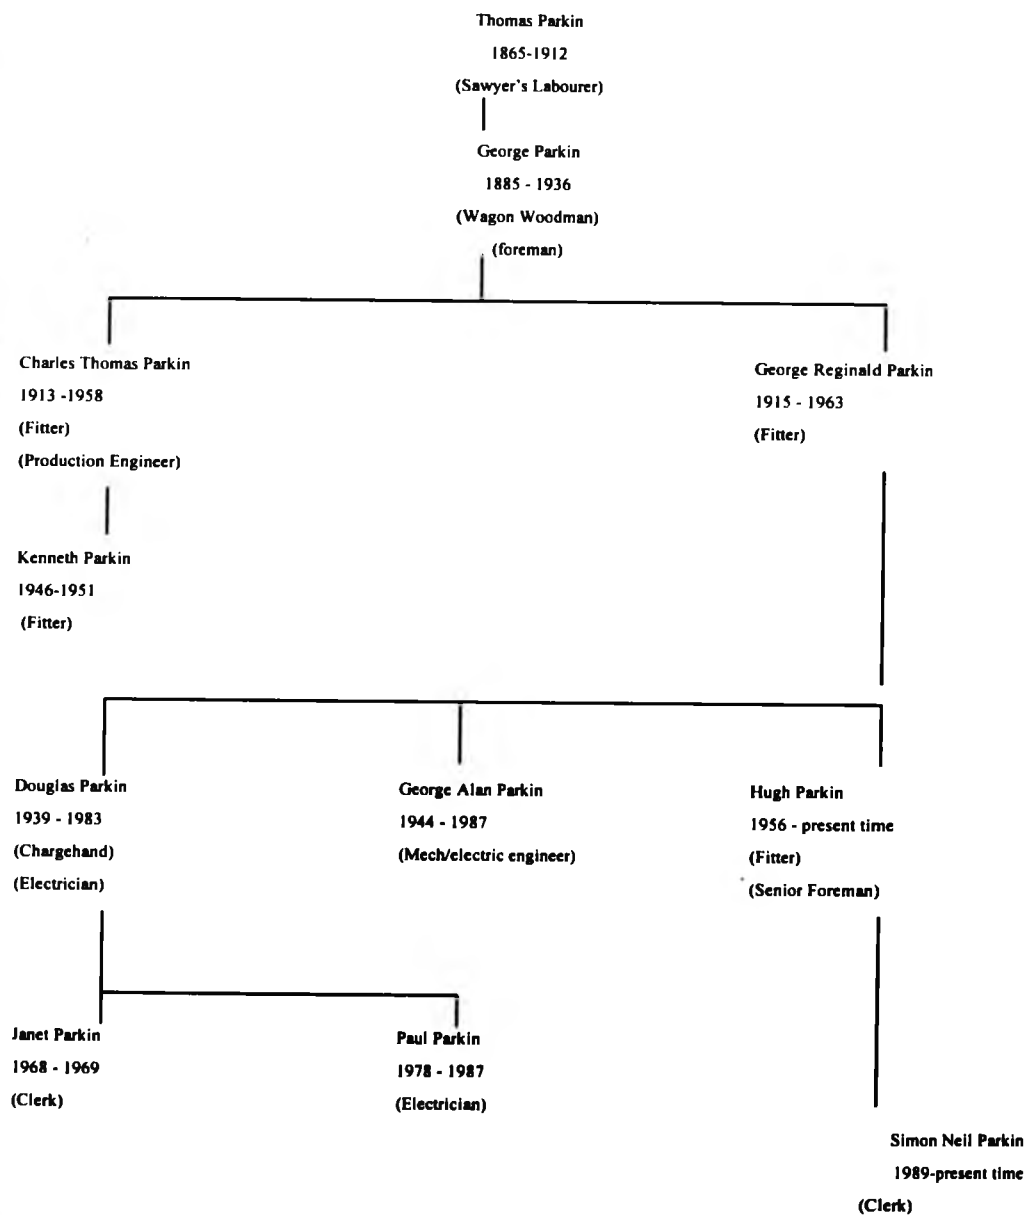 Thomas Parkin
1865-1912
(Sawyer's Labourer)
George Parkin
1885 - 1936
(Wagon Woodman)
(foreman)
Charles Thomas Parkin
1913 -1958
(Fitter)
(Production Engineer)
George Reginald Parkin
1915 - 1963
(Fitter)
Kenneth Parkin
1946-1951
(Fitter)
Douglas Parkin
1939 - 1983
(Chargehand)
(Electrician)
George Alan Parkin
1944 - 1987
(Mech/electric engineer)
Hugh Parkin
1956 - present time
(Fitter)
(Senior Foreman)
Janet Parkin
1968 - 1969
(Clerk)
Paul Parkin
1978 - 1987
(Electrician)
Simon Neil Parkin
1989-present time
(Clerk)